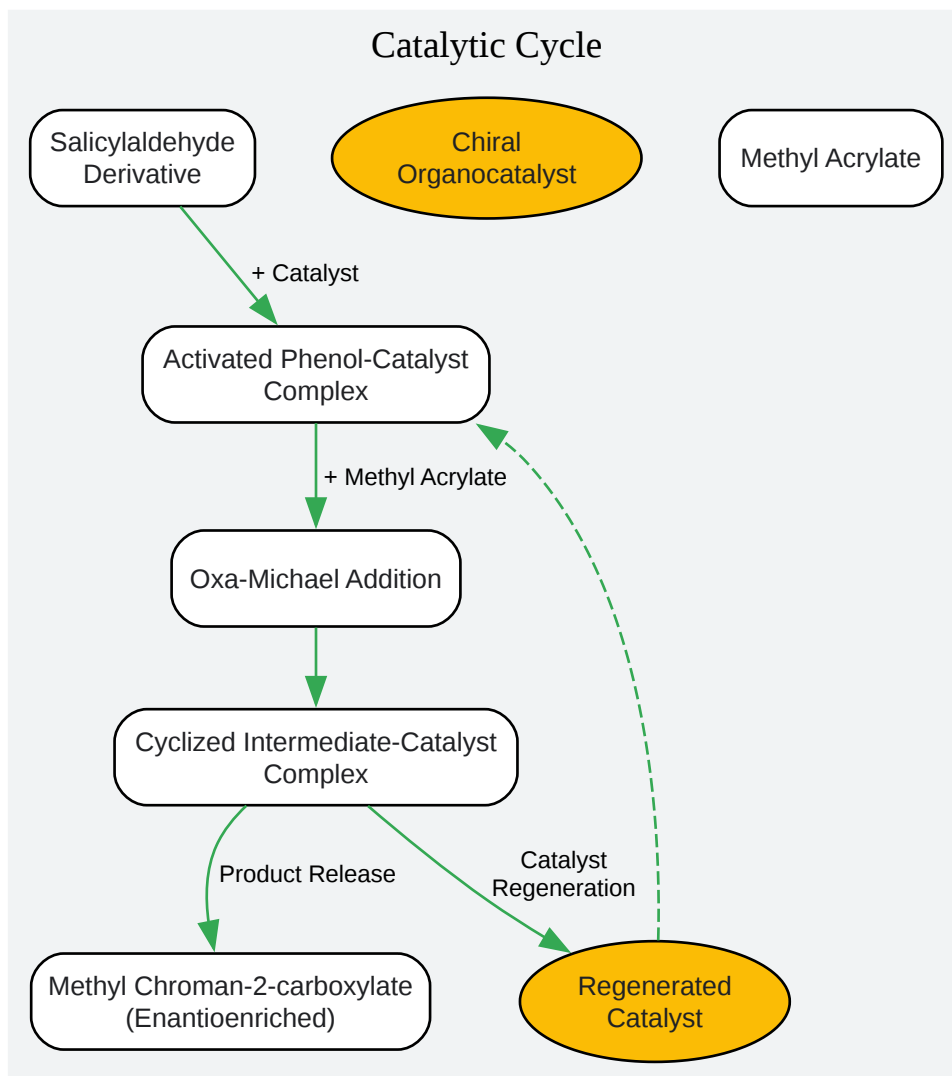 Catalytic Cycle
Salicylaldehyde
Derivative
Chiral
Organocatalyst
Methyl Acrylate
+ Catalyst
Activated Phenol-Catalyst
Complex
+ Methyl Acrylate
Oxa-Michael Addition
Cyclized Intermediate-Catalyst
Complex
Product Release
Catalyst
Regeneration
Methyl Chroman-2-carboxylate
(Enantioenriched)
Regenerated
Catalyst